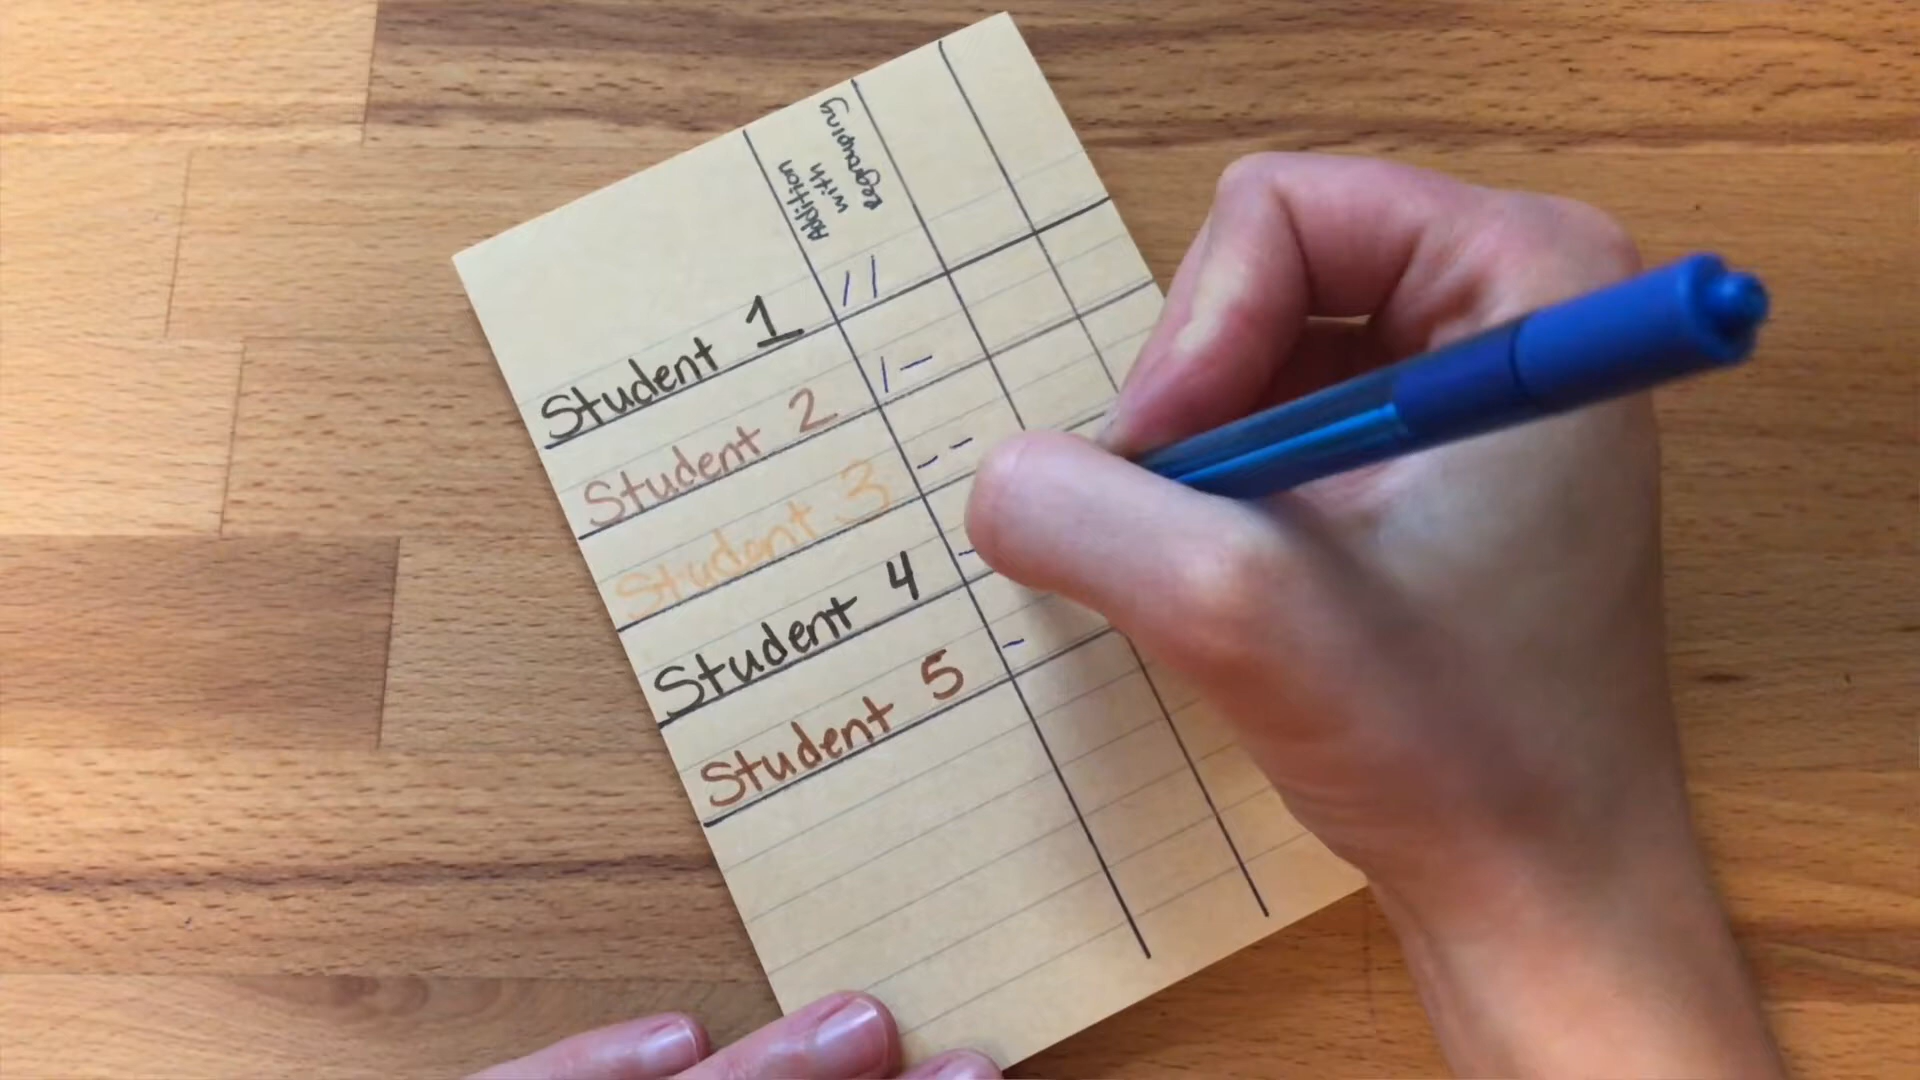 Addition
with
Regrouping
Student 1 / /
Student 2 / -
Student 3 - -
Student 4 -
Student 5 -